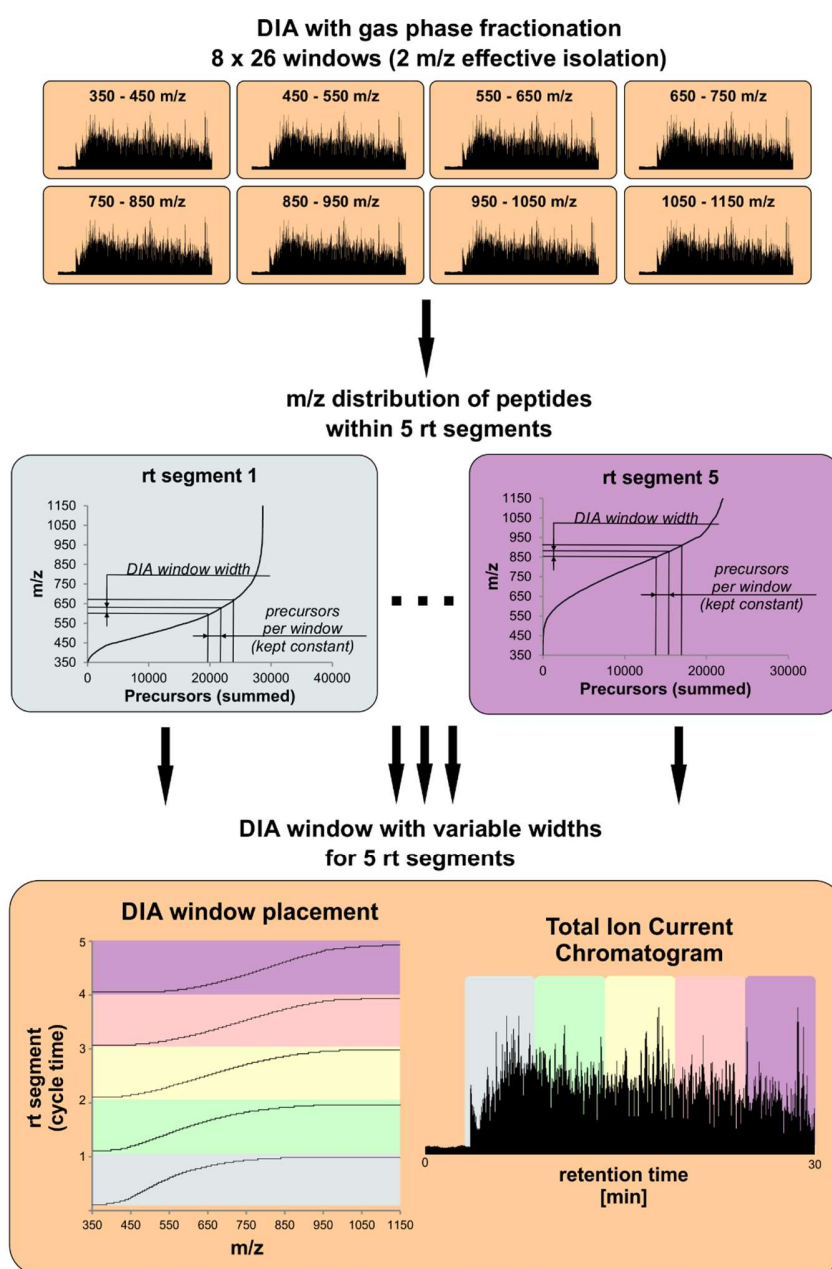 DIA with gas phase fractionation
8 x 26 windows (2 m/z effective isolation)
350 - 450 m/z
450 - 550 m/z
550 - 650 m/z
650 - 750 m/z
750 - 850 m/z
850 - 950 m/z
950 - 1050 m/z
1050 - 1150 m/z
m/z distribution of peptides
within 5 rt segments
rt segment 1
1150
1050
950
850
750
650
550
450
350
m/z
DIA window width
precursors
per window
(kept constant)
0
10000
20000
30000
40000
Precursors (summed)
rt segment 5
1150
1050
950
850
750
650
550
450
350
m/z
DIA window width
precursors
per window
(kept constant)
0
10000
20000
30000
Precursors (summed)
DIA window with variable widths
for 5 rt segments
DIA window placement
5
4
3
2
1
rt segment
(cycle time)
350
450
550
650
750
850
950
1050
1150
m/z
Total Ion Current
Chromatogram
0
30
retention time
[min]